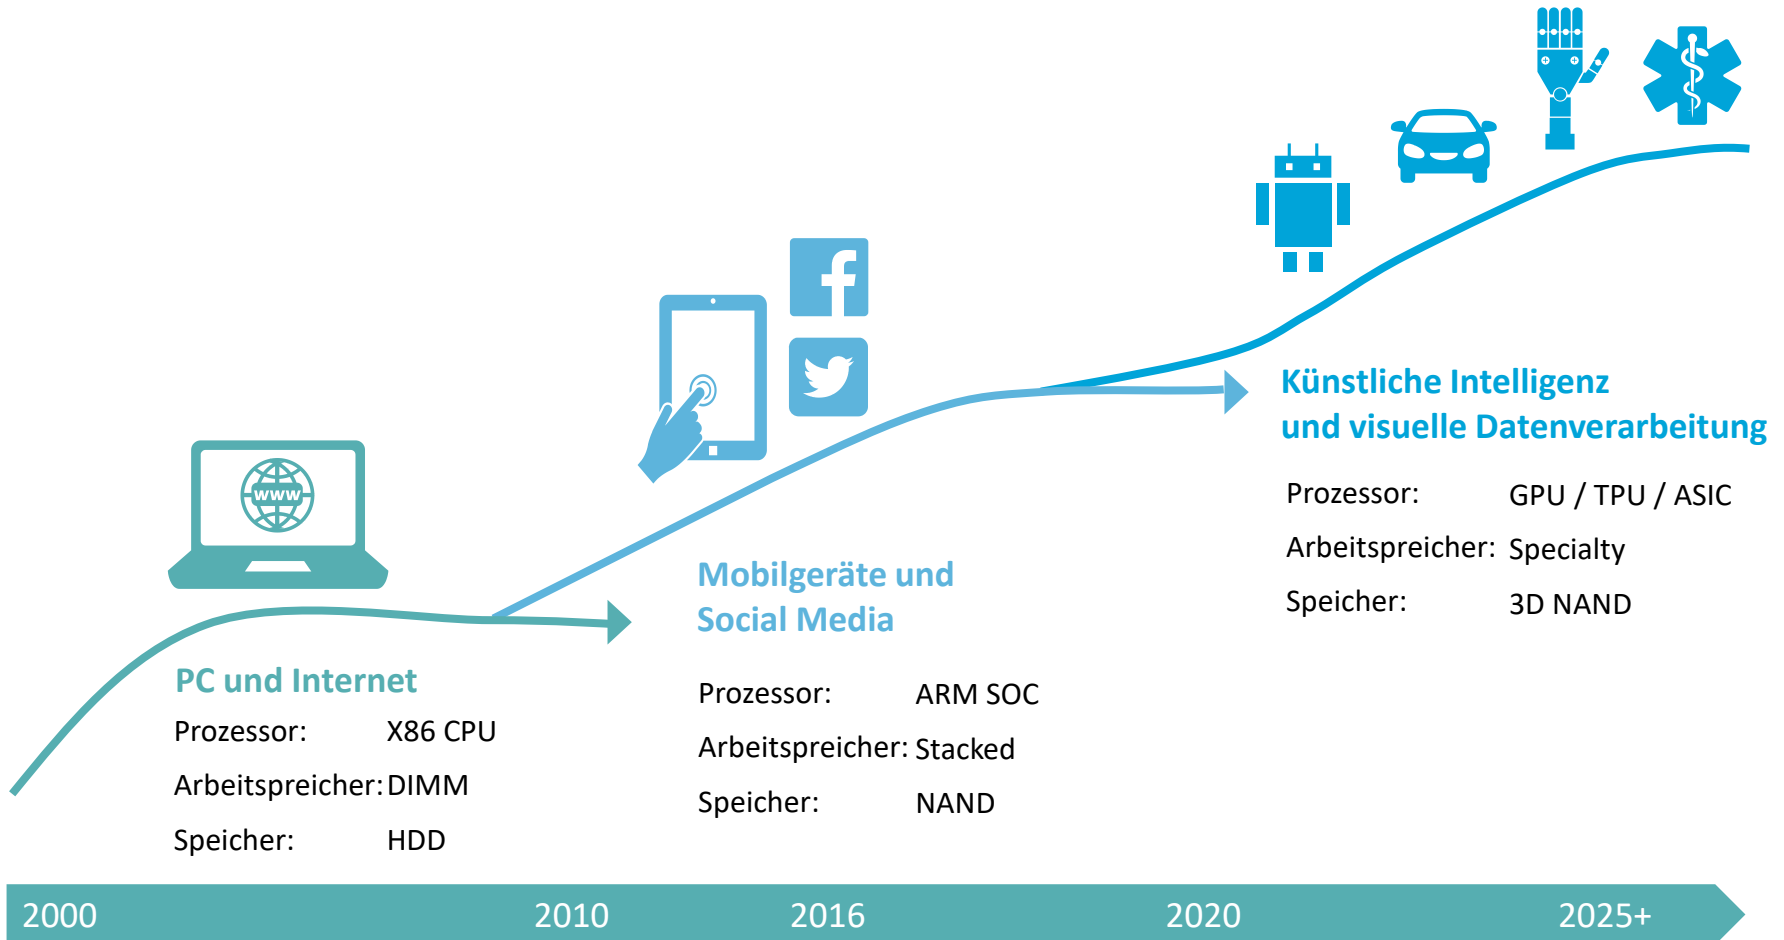 www
PC und Internet
Prozessor: X86 CPU
Arbeitspreicher: DIMM
Speicher: HDD
Mobilgeräte und
Social Media
Prozessor: ARM SOC
Arbeitspreicher: Stacked
Speicher: NAND
Künstliche Intelligenz
und visuelle Datenverarbeitung
Prozessor: GPU / TPU / ASIC
Arbeitspreicher: Specialty
Speicher: 3D NAND
2000 2010 2016 2020 2025+